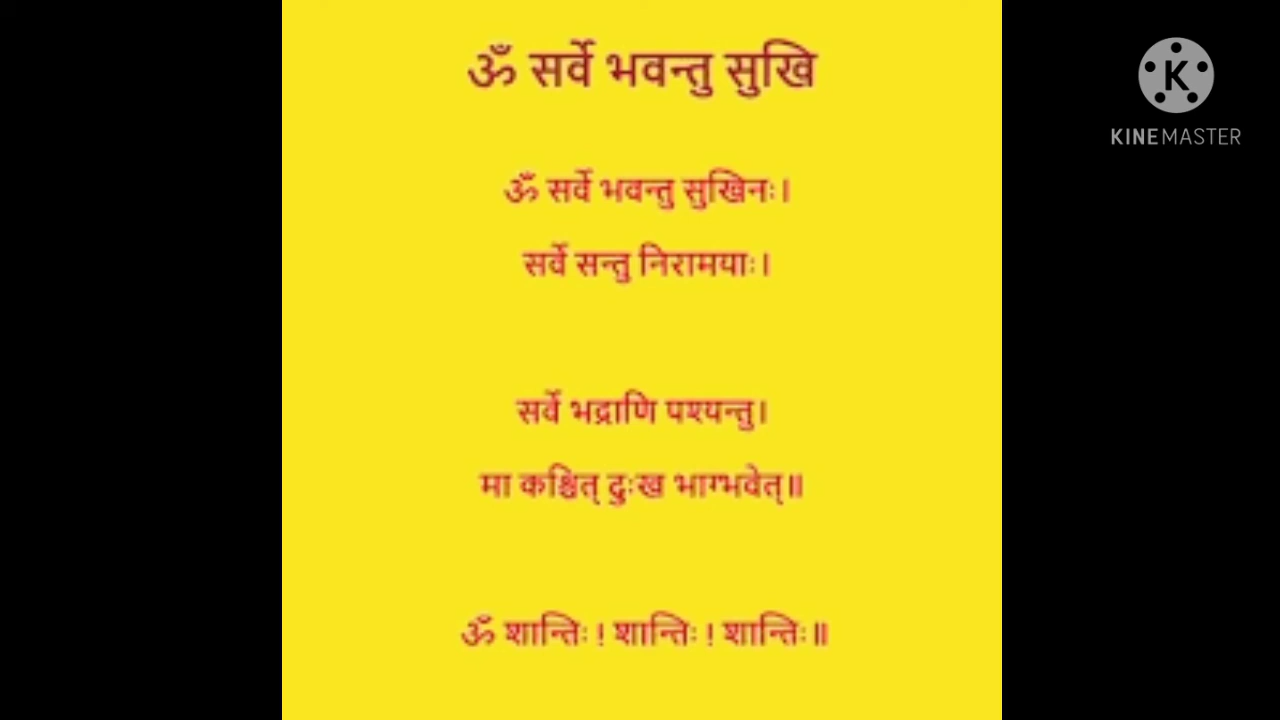 ॐ सर्वे भवन्तु सुखि
KINEMASTER
ॐ सर्वे भवन्तु सुखिनः।
सर्वे सन्तु निरामयाः।
सर्वे भद्राणि पश्यन्तु।
मा कश्चित् दुःख भाग्भवेत्॥
ॐ शान्तिः ! शान्तिः ! शान्तिः॥